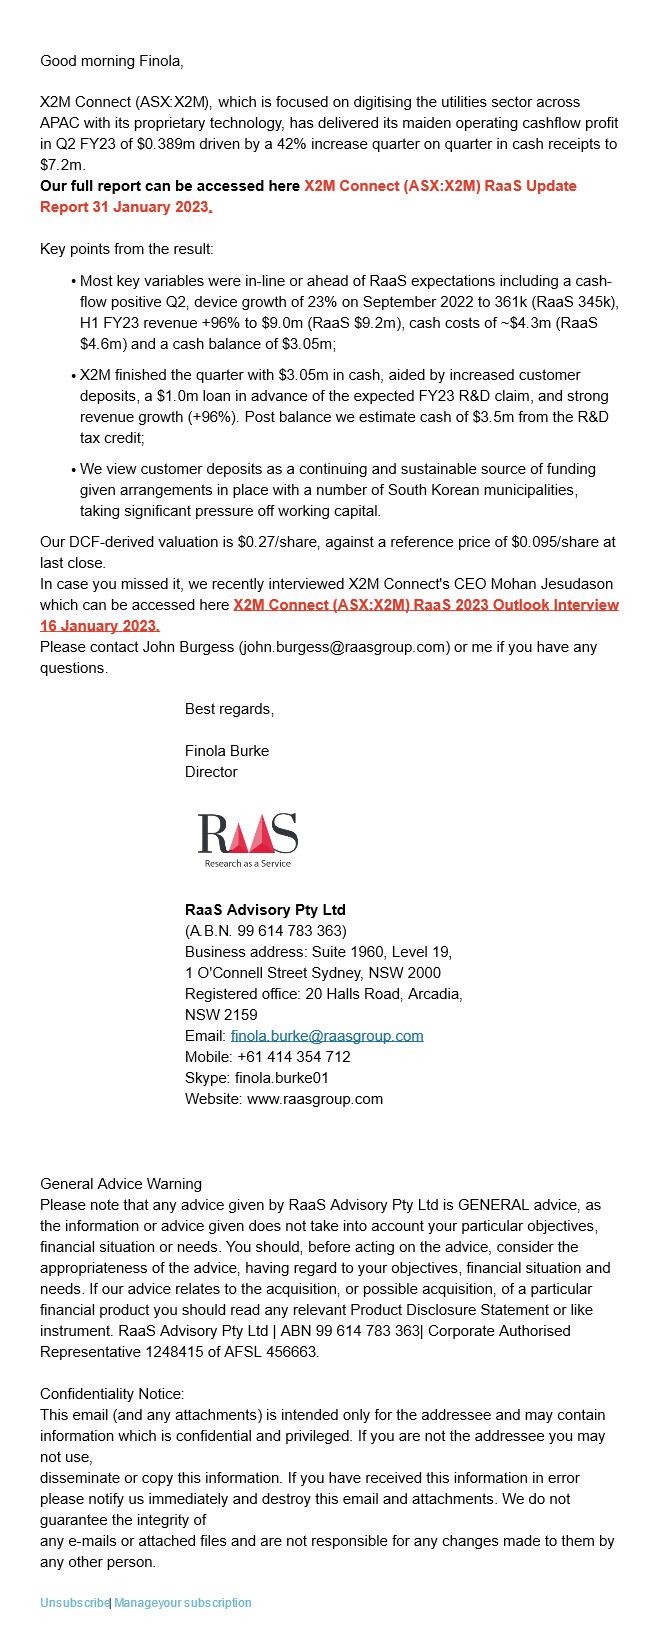 Good morning Finola,
X2M Connect (ASX:X2M), which is focused on digitising the utilities sector across
APAC with its proprietary technology, has delivered its maiden operating cashflow profit
in Q2 FY23 of $0.389m driven by a 42% increase quarter on quarter in cash receipts to
$7.2m.
Our full report can be accessed here X2M Connect (ASX:X2M) RaaS Update
Report 31 January 2023.
Key points from the result:
• Most key variables were in-line or ahead of RaaS expectations including a cash-
flow positive Q2, device growth of 23% on September 2022 to 361k (RaaS 345k),
H1 FY23 revenue +96% to $9.0m (RaaS $9.2m), cash costs of ~$4.3m (RaaS
$4.6m) and a cash balance of $3.05m;
• X2M finished the quarter with $3.05m in cash, aided by increased customer
deposits, a $1.0m loan in advance of the expected FY23 R&D claim, and strong
revenue growth (+96%). Post balance we estimate cash of $3.5m from the R&D
tax credit;
• We view customer deposits as a continuing and sustainable source of funding
given arrangements in place with a number of South Korean municipalities,
taking significant pressure off working capital.
Our DCF-derived valuation is $0.27/share, against a reference price of $0.095/share at
last close.
In case you missed it, we recently interviewed X2M Connect's CEO Mohan Jesudason
which can be accessed here X2M Connect (ASX:X2M) RaaS 2023 Outlook Interview
16 January 2023.
Please contact John Burgess (john.burgess@raasgroup.com) or me if you have any
questions.
Best regards,
Finola Burke
Director
RaaS
Research as a Service
RaaS Advisory Pty Ltd
(A.B.N. 99 614 783 363)
Business address: Suite 1960, Level 19,
1 O'Connell Street Sydney, NSW 2000
Registered office: 20 Halls Road, Arcadia,
NSW 2159
Email: finola.burke@raasgroup.com
Mobile: +61 414 354 712
Skype: finola.burke01
Website: www.raasgroup.com
General Advice Warning
Please note that any advice given by RaaS Advisory Pty Ltd is GENERAL advice, as
the information or advice given does not take into account your particular objectives,
financial situation or needs. You should, before acting on the advice, consider the
appropriateness of the advice, having regard to your objectives, financial situation and
needs. If our advice relates to the acquisition, or possible acquisition, of a particular
financial product you should read any relevant Product Disclosure Statement or like
instrument. RaaS Advisory Pty Ltd | ABN 99 614 783 363| Corporate Authorised
Representative 1248415 of AFSL 456663.
Confidentiality Notice:
This email (and any attachments) is intended only for the addressee and may contain
information which is confidential and privileged. If you are not the addressee you may
not use,
disseminate or copy this information. If you have received this information in error
please notify us immediately and destroy this email and attachments. We do not
guarantee the integrity of
any e-mails or attached files and are not responsible for any changes made to them by
any other person.
Unsubscribe| Manageyour subscription